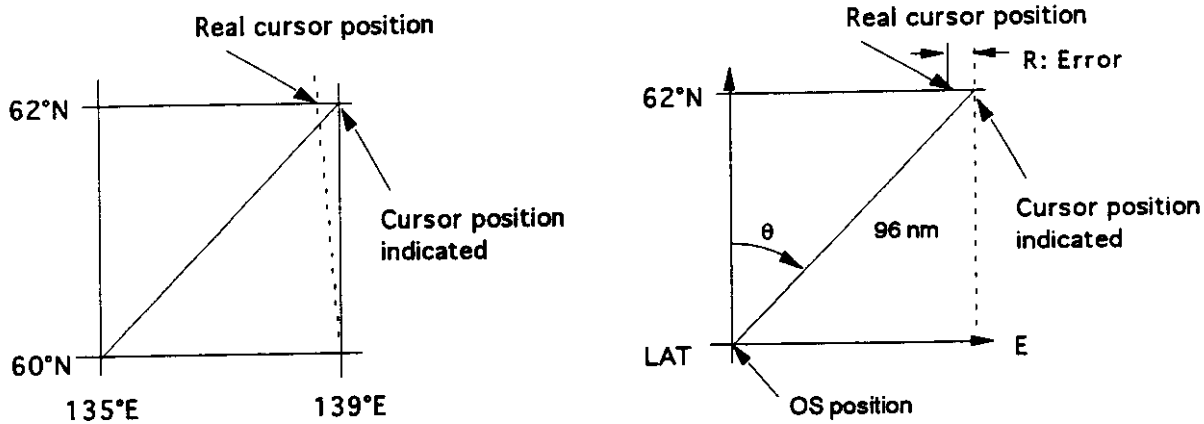 Real cursor position
62°N
Cursor position
indicated
60°N
135°E
139°E
Real cursor position
R: Error
62°N
θ
96 nm
Cursor position
indicated
LAT
E
OS position